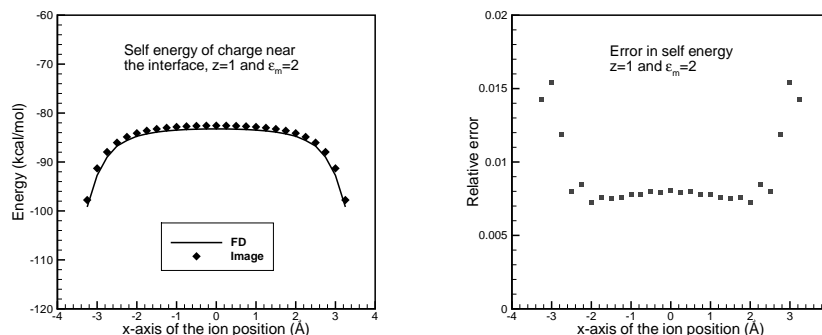 -60
-70
-80
-90
-100
-110
-120
Energy (kcal/mol)
Self energy of charge near
the interface, z=1 and εm=2
FD
Image
-4 -3 -2 -1 0 1 2 3 4
x-axis of the ion position (Å)
0.02
0.015
0.01
0.005
0
Relative error
Error in self energy
z=1 and εm=2
-4 -3 -2 -1 0 1 2 3
x-axis of the ion position (Å)